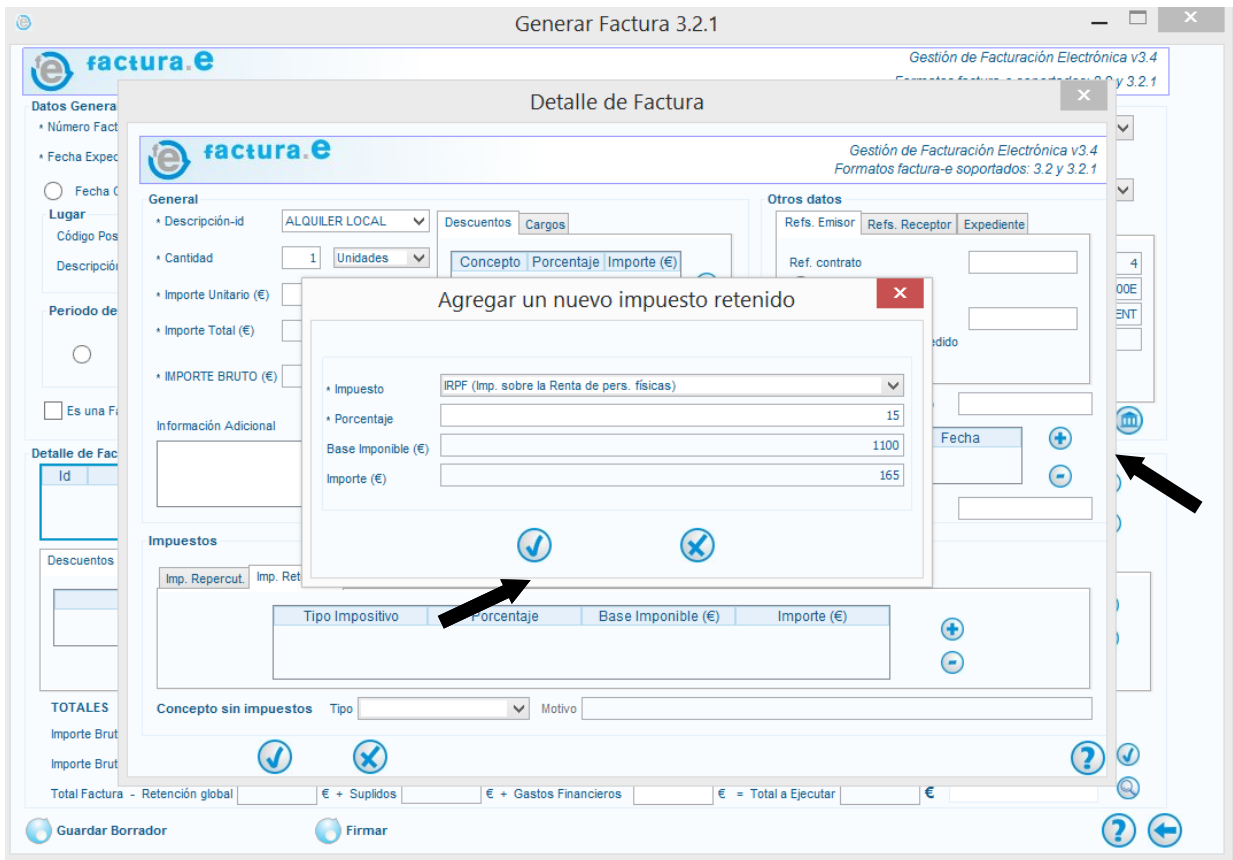 Generar Factura 3.2.1
factura.e
Gestión de Facturación Electrónica v3.4
y 3.2.1
Datos Genera
* Número Fact
* Fecha Exped
Fecha
Lugar
Código Pos
Descripción
4
00E
ENT
Periodo de
Es una Fa
Detalle de Fac
Id
Descuentos
TOTALES
Importe Brut
Importe Brut
Total Factura - Retención global € + Suplidos € + Gastos Financieros € = Total a Ejecutar €
Guardar Borrador Firmar
Detalle de Factura
factura.e
Gestión de Facturación Electrónica v3.4
Formatos factura-e soportados: 3.2 y 3.2.1
General
* Descripción-id ALQUILER LOCAL
* Cantidad 1 Unidades
* Importe Unitario (€)
* Importe Total (€)
* IMPORTE BRUTO (€)
Información Adicional
Descuentos Cargos
Concepto Porcentaje Importe (€)
Otros datos
Refs. Emisor Refs. Receptor Expediente
Ref. contrato
edido
Fecha
Impuestos
Imp. Repercut. Imp. Ret
Tipo Impositivo Porcentaje Base Imponible (€) Importe (€)
Concepto sin impuestos Tipo Motivo
Agregar un nuevo impuesto retenido
* Impuesto IRPF (Imp. sobre la Renta de pers. físicas)
* Porcentaje 15
Base Imponible (€) 1100
Importe (€) 165